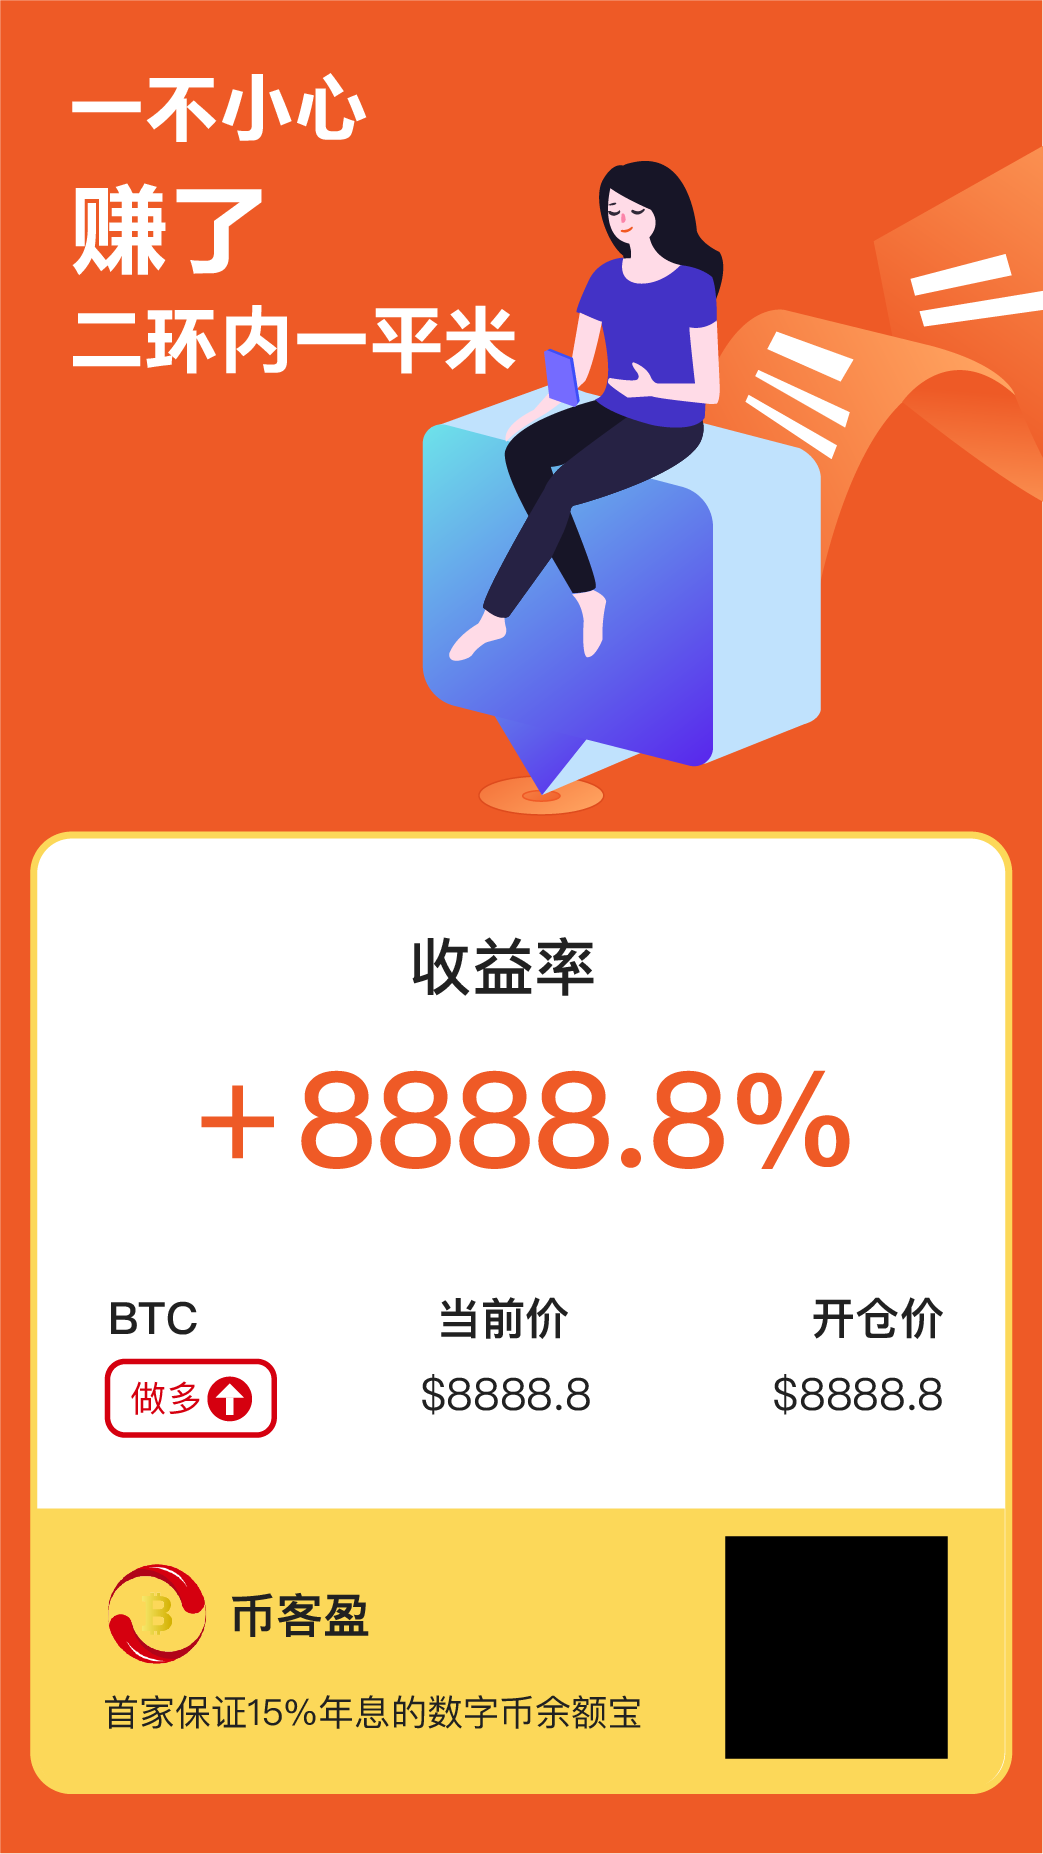 一不小心
赚了
二环内一平米
收益率
+8888.8%
BTC 当前价 开仓价
做多 $8888.8 $8888.8
币客盈
首家保证15%年息的数字币余额宝